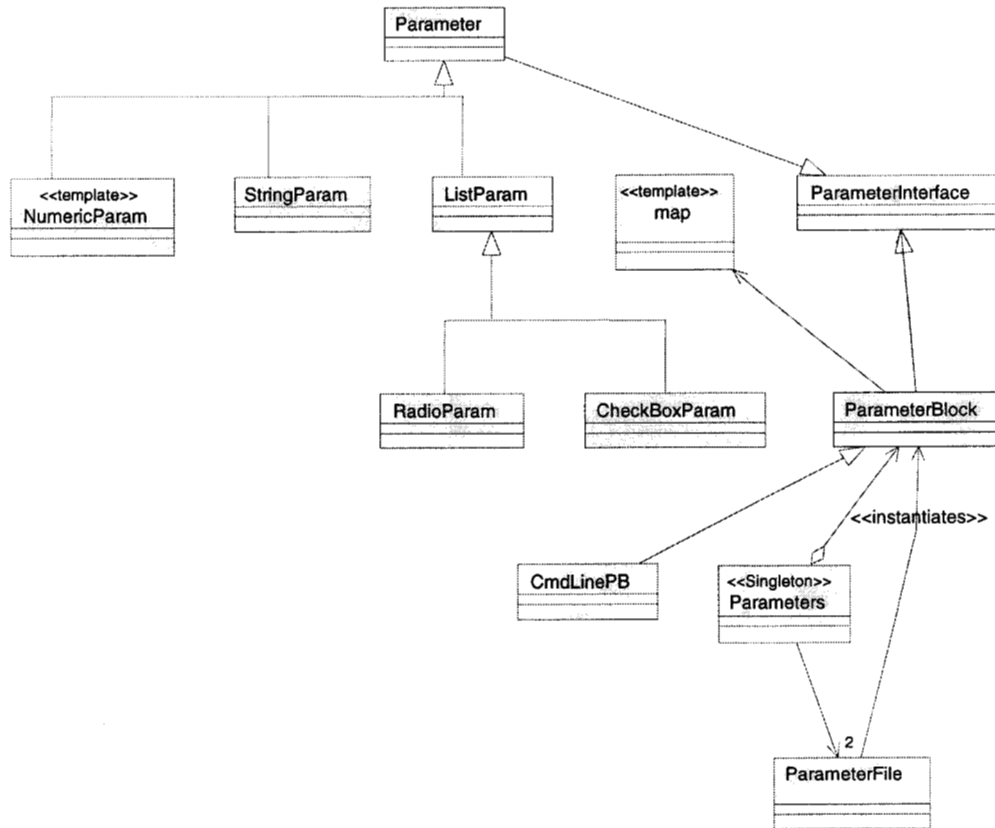 Parameter
<<template>>
NumericParam
StringParam
ListParam
<<template>>
map
ParameterInterface
RadioParam
CheckBoxParam
ParameterBlock
<<instantiates>>
CmdLinePB
<<Singleton>>
Parameters
2
ParameterFile